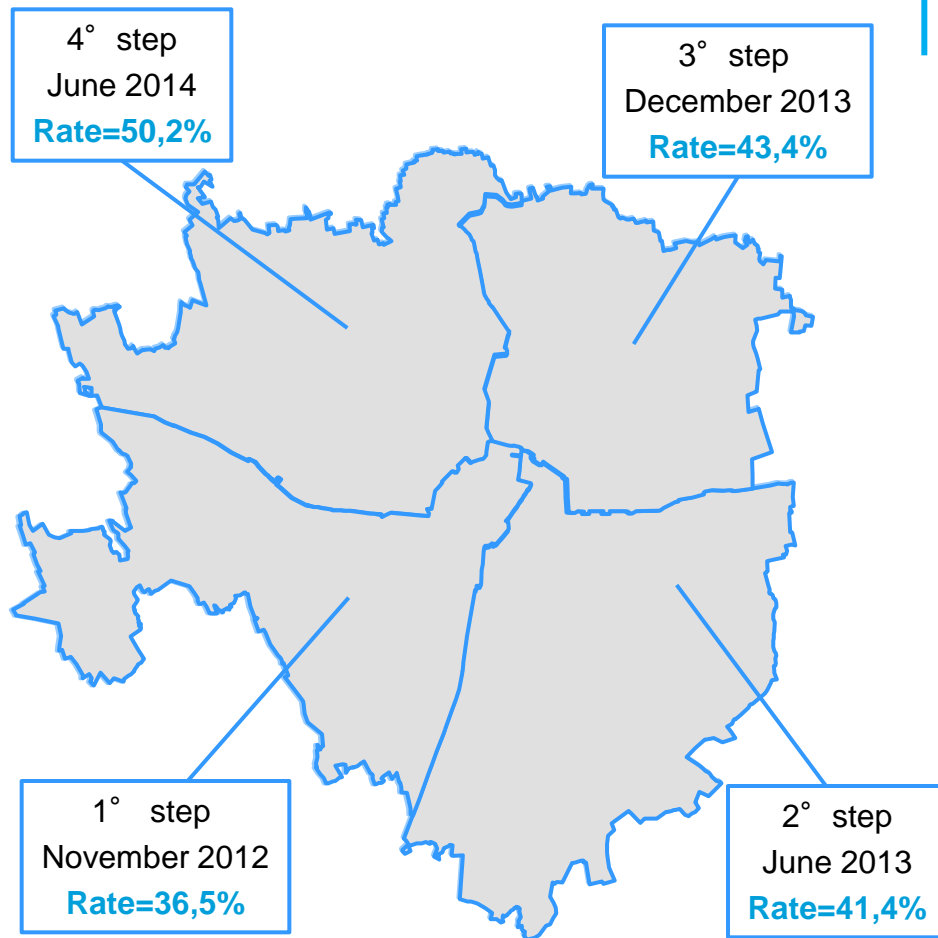 4° step
June 2014
Rate=50,2%
3° step
December 2013
Rate=43,4%
1° step
November 2012
Rate=36,5%
2° step
June 2013
Rate=41,4%